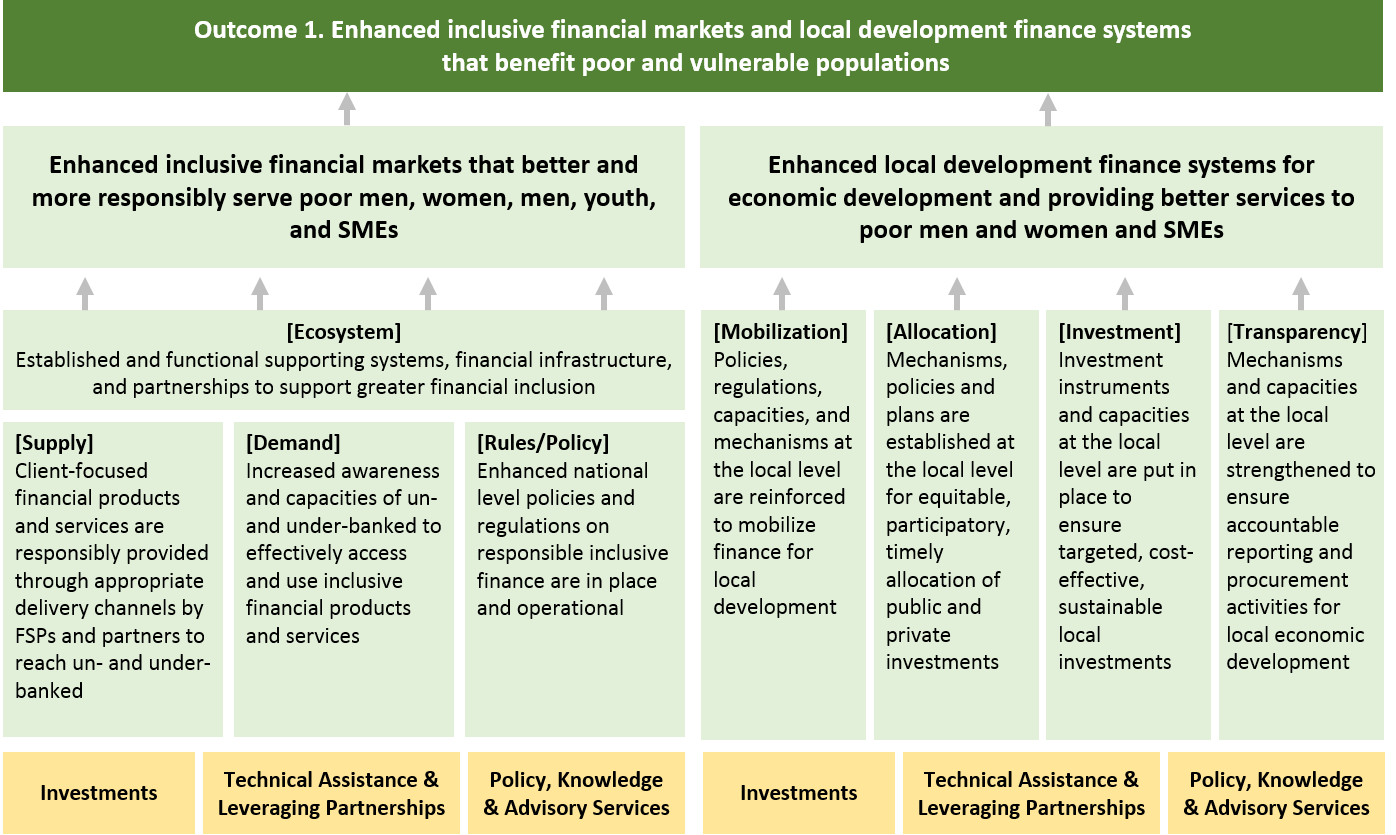 Outcome 1. Enhanced inclusive financial markets and local development finance systems
that benefit poor and vulnerable populations
Enhanced inclusive financial markets that better and
more responsibly serve poor men, women, men, youth,
and SMEs
Enhanced local development finance systems for
economic development and providing better services to
poor men and women and SMEs
[Ecosystem]
Established and functional supporting systems, financial infrastructure,
and partnerships to support greater financial inclusion
[Supply]
Client-focused
financial products
and services are
responsibly provided
through appropriate
delivery channels by
FSPs and partners to
reach un- and under-
banked
[Demand]
Increased awareness
and capacities of un-
and under-banked to
effectively access
and use inclusive
financial products
and services
[Rules/Policy]
Enhanced national
level policies and
regulations on
responsible inclusive
finance are in place
and operational
[Mobilization]
Policies,
regulations,
capacities, and
mechanisms at
the local level
are reinforced
to mobilize
finance for
local
development
[Allocation]
Mechanisms,
policies and
plans are
established at
the local level
for equitable,
participatory,
timely
allocation of
public and
private
investments
[Investment]
Investment
instruments
and capacities
at the local
level are put in
place to
ensure
targeted, cost-
effective,
sustainable
local
investments
[Transparency]
Mechanisms
and capacities
at the local
level are
strengthened to
ensure
accountable
reporting and
procurement
activities for
local economic
development
Investments
Technical Assistance &
Leveraging Partnerships
Policy, Knowledge
& Advisory Services
Investments
Technical Assistance &
Leveraging Partnerships
Policy, Knowledge
& Advisory Services